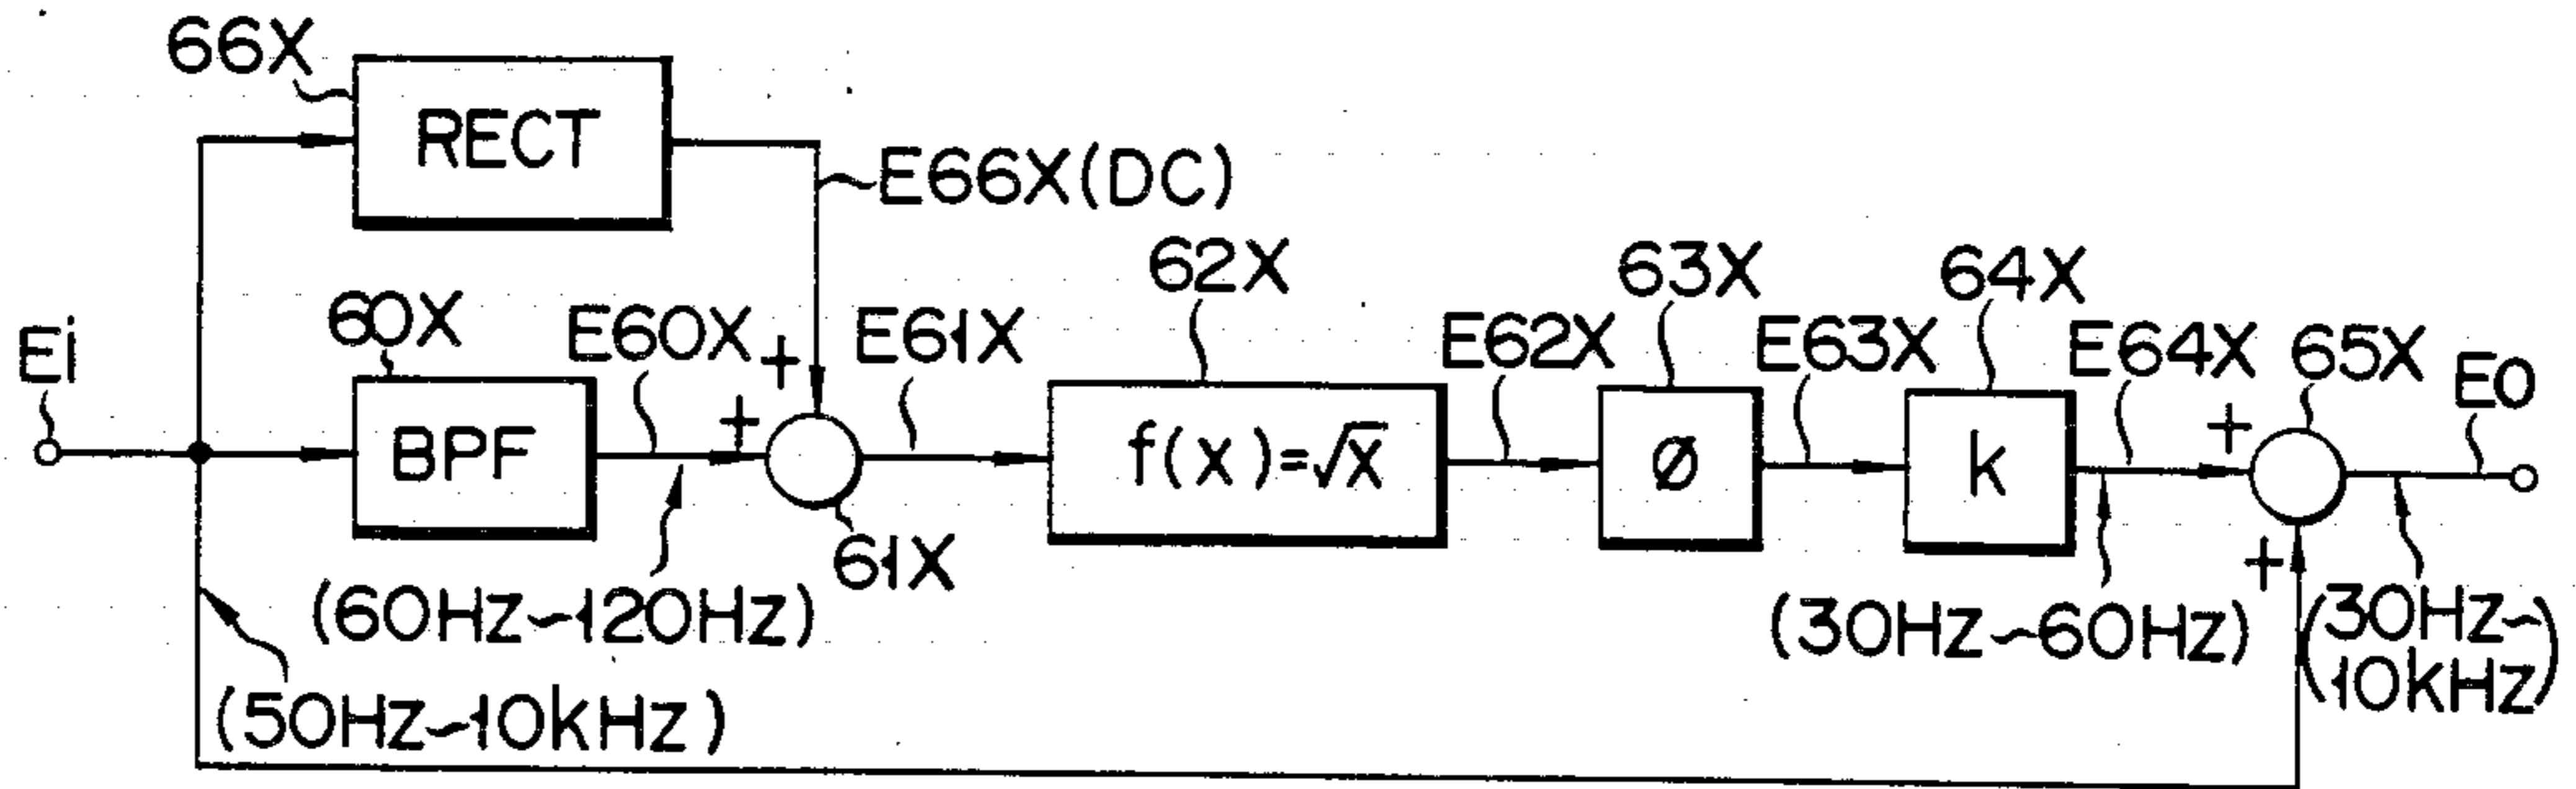 66X
RECT
E66X(DC)
62X
63X
64X
60X
E60X
E61X
E62X
E63X
E64X
65X
Ei
EO
+
+
+
BPF
f(X)=√X
Ø
k
61X
+
(60Hz~120Hz)
(30Hz~60Hz)
(30Hz~
10kHz)
(50Hz~10kHz)